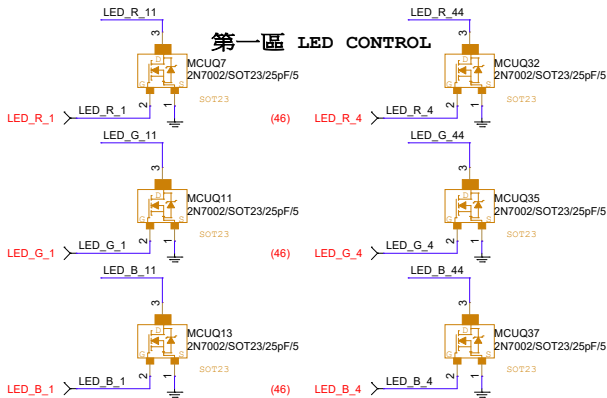 LED_R_11
LED_R_44
第一區 LED CONTROL
3
D
G
S
MCUQ7
2N7002/SOT23/25pF/5
SOT23
2
1
LED_R_1
LED_R_1
3
D
G
S
MCUQ32
2N7002/SOT23/25pF/5
SOT23
2
1
(46)
LED_R_4
LED_R_4
LED_G_11
3
D
G
S
MCUQ11
2N7002/SOT23/25pF/5
SOT23
2
1
LED_G_1
LED_G_1
LED_G_44
3
D
G
S
MCUQ35
2N7002/SOT23/25pF/5
SOT23
2
1
(46)
LED_G_4
LED_G_4
LED_B_11
3
D
G
S
MCUQ13
2N7002/SOT23/25pF/5
SOT23
2
1
LED_B_1
LED_B_1
LED_B_44
3
D
G
S
MCUQ37
2N7002/SOT23/25pF/5
SOT23
2
1
(46)
LED_B_4
LED_B_4